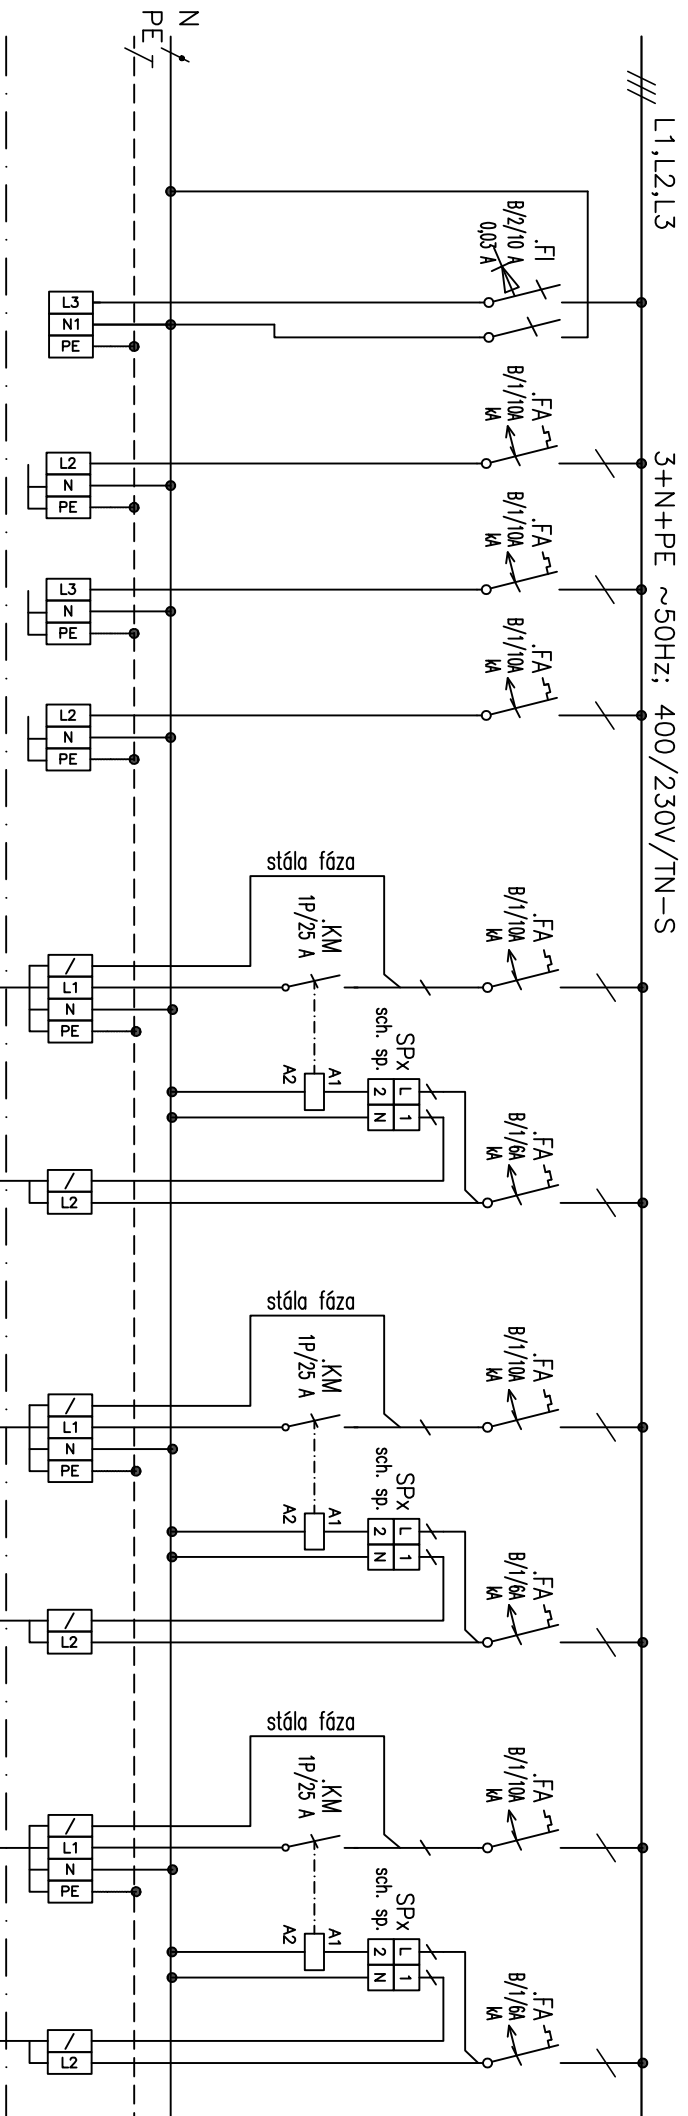 L1,L2,L3
3+N+PE ~50Hz; 400/230V/TN-S
N
PE
.FI
B/2/10 A
0,03 A
L3
N1
PE
.FA
B/1/10A
kA
L2
N
PE
.FA
B/1/10A
kA
L3
N
PE
.FA
B/1/10A
kA
L2
N
PE
stála fáza
.FA
B/1/10A
kA
.KM
1P/25 A
/
L1
N
PE
SPx
sch. sp.
A1
A2
L 1
2 N
.FA
B/1/6A
kA
/
L2
stála fáza
.FA
B/1/10A
kA
.KM
1P/25 A
/
L1
N
PE
SPx
sch. sp.
A1
A2
L 1
2 N
.FA
B/1/6A
kA
/
L2
stála fáza
.FA
B/1/10A
kA
.KM
1P/25 A
/
L1
N
PE
SPx
sch. sp.
A1
A2
L 1
2 N
.FA
B/1/6A
kA
/
L2